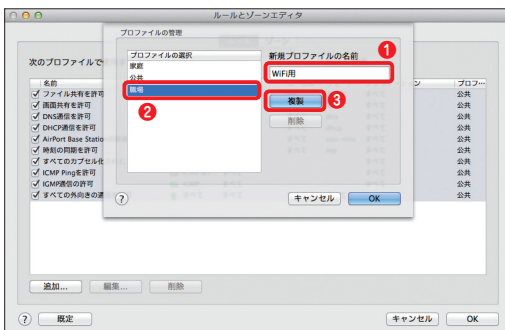 ルールとゾーンエディタ
プロファイルの管理
次のプロファイルで
プロファイルの選択
家庭
公共
職場
新規プロファイルの名前
1
WiFi用
2
複製
3
削除
?
キャンセル
OK
名前
ン
プロフ…
ファイル共有を許可
公共
画面共有を許可
公共
DNS通信を許可
公共
DHCP通信を許可
公共
AirPort Base Statio
公共
時刻の同期を許可
公共
すべてのカプセル化
公共
ICMP Pingを許可
公共
IGMP通信の許可
公共
すべての外向きの通
公共
追加...
編集...
削除
?
既定
キャンセル
OK